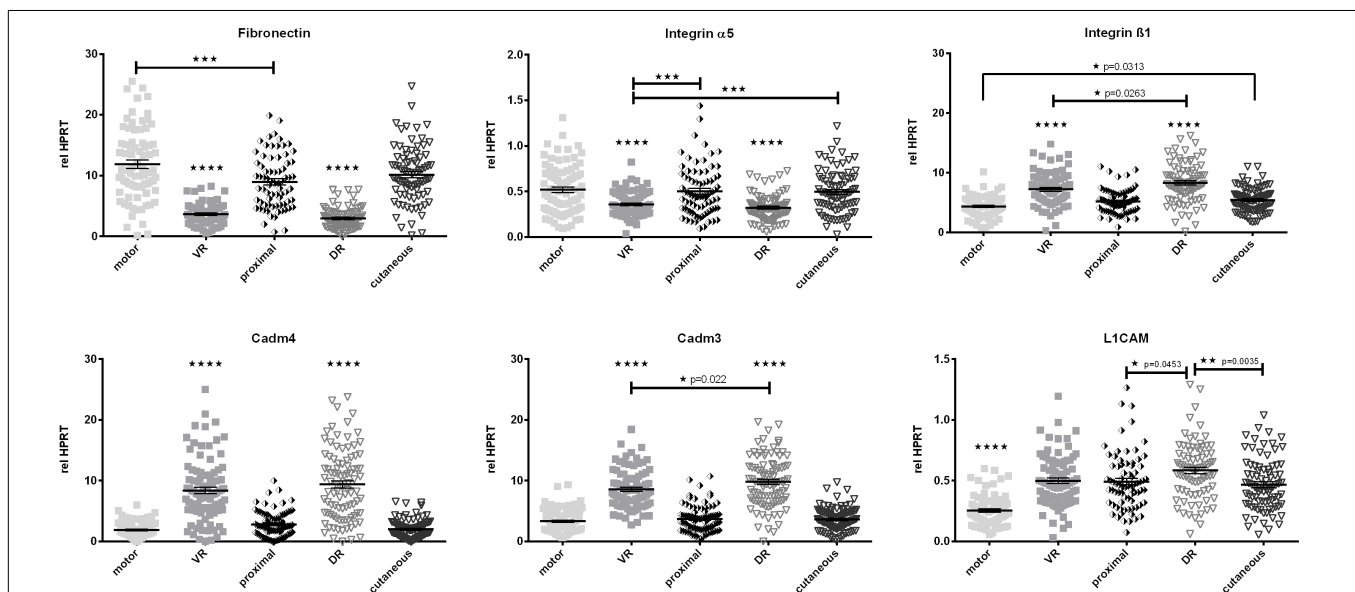 Fibronectin
30
20
10
0
rel HPRT
★★★
★★★★
★★★★
motor
VR
proximal
DR
cutaneous
Integrin α5
2.0
1.5
1.0
0.5
0.0
rel HPRT
★★★
★★★
★★★★
★★★★
motor
VR
proximal
DR
cutaneous
Integrin ß1
30
20
10
0
rel HPRT
★ p=0.0313
★ p=0.0263
★★★★
★★★★
motor
VR
proximal
DR
cutaneous
Cadm4
30
20
10
0
rel HPRT
★★★★
★★★★
motor
VR
proximal
DR
cutaneous
Cadm3
30
20
10
0
rel HPRT
★★★★
★★★★
★ p=0.022
motor
VR
proximal
DR
cutaneous
L1CAM
1.5
1.0
0.5
0.0
rel HPRT
★ p=0.0453
★★ p=0.0035
★★★★
motor
VR
proximal
DR
cutaneous